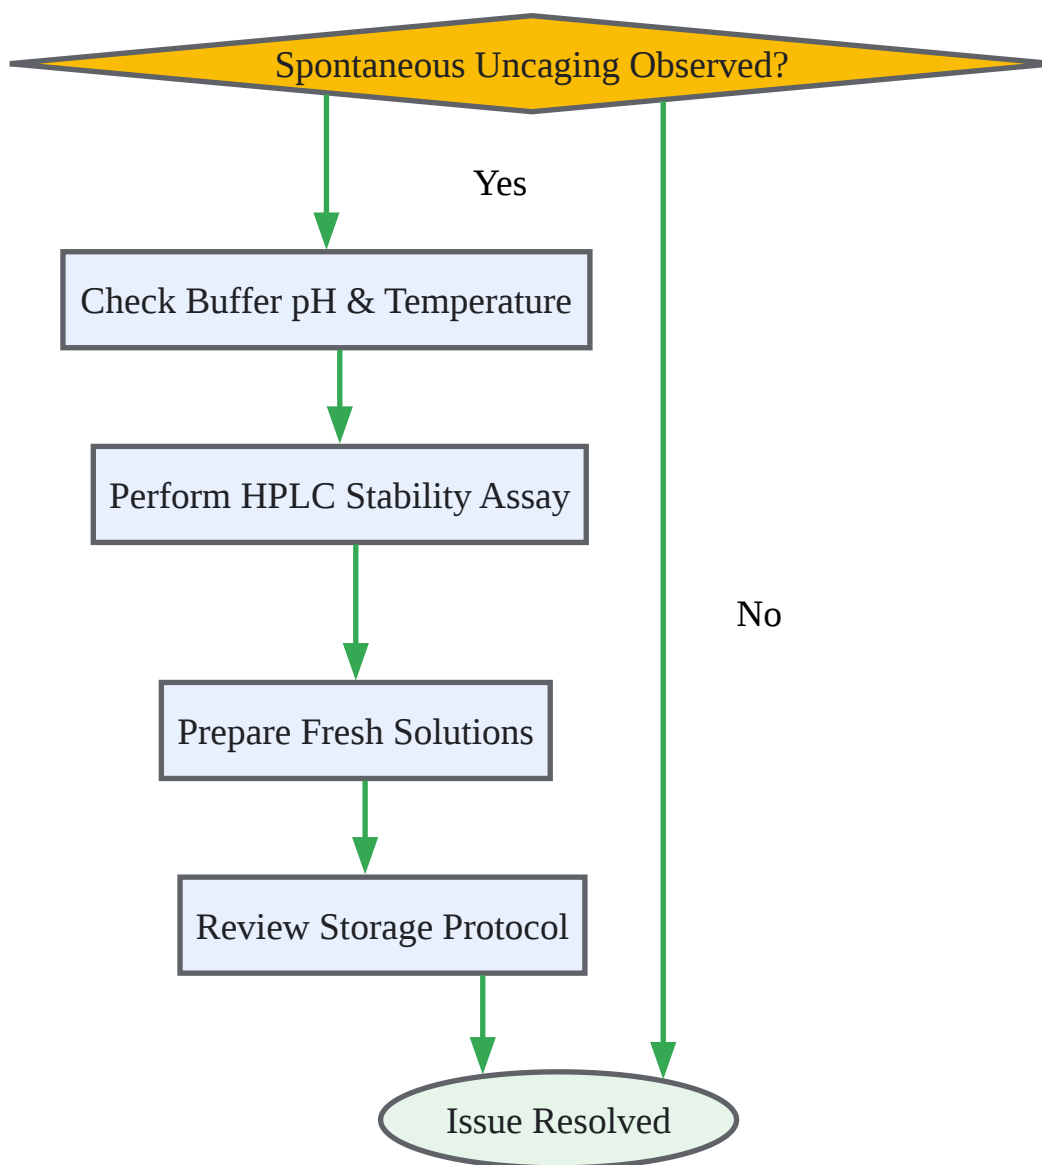 Spontaneous Uncaging Observed?
Yes
Check Buffer pH & Temperature
Perform HPLC Stability Assay
No
Prepare Fresh Solutions
Review Storage Protocol
Issue Resolved